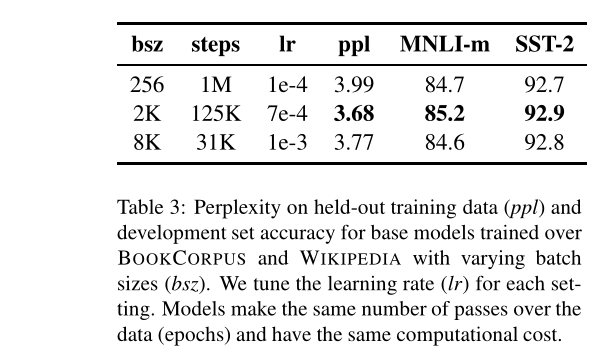 bsz steps lr ppl MNLI-m SST-2
256 1M 1e-4 3.99 84.7 92.7
2K 125K 7e-4 3.68 85.2 92.9
8K 31K 1e-3 3.77 84.6 92.8
Table 3: Perplexity on held-out training data (ppl) and
development set accuracy for base models trained over
BOOKCORPUS and WIKIPEDIA with varying batch
sizes (bsz). We tune the learning rate (lr) for each set-
ting. Models make the same number of passes over the
data (epochs) and have the same computational cost.